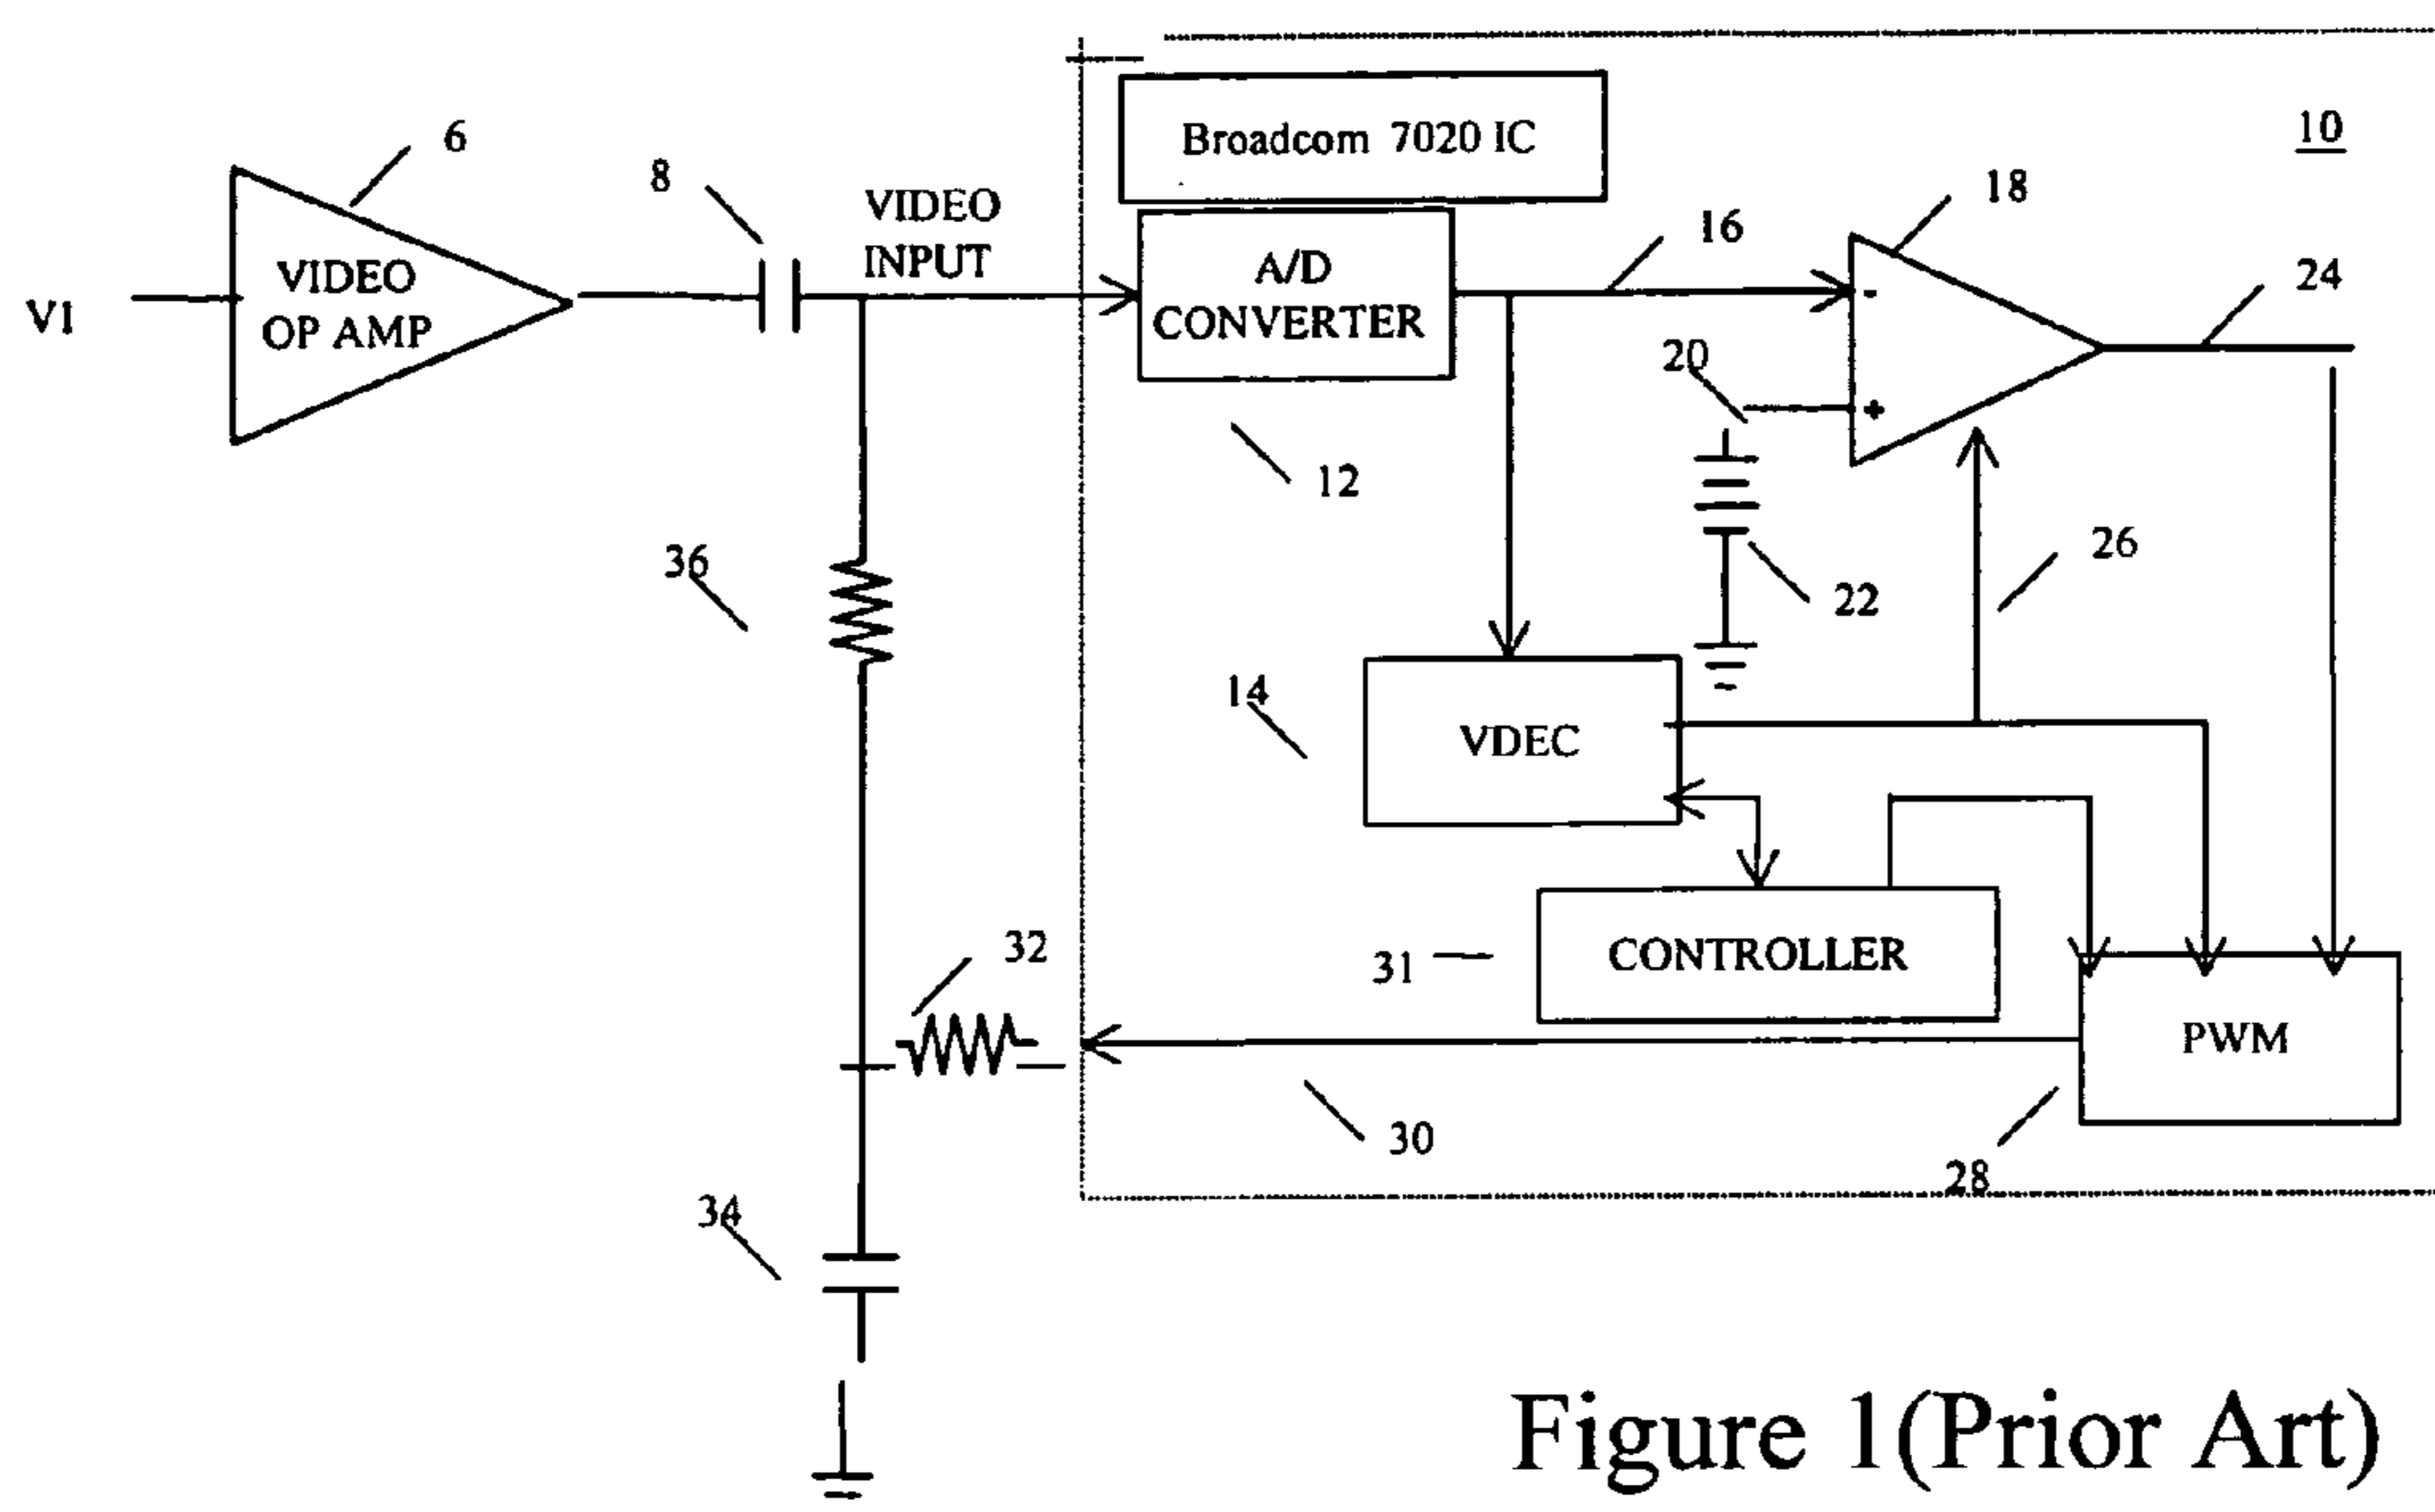 Broadcom 7020 IC
10
6
8
VIDEO
INPUT
18
16
24
VIDEO
OP AMP
V1
A/D
CONVERTER
-
20
+
12
26
36
22
14
VDEC
32
31
CONTROLLER
PWM
30
28
34
Figure 1(Prior Art)